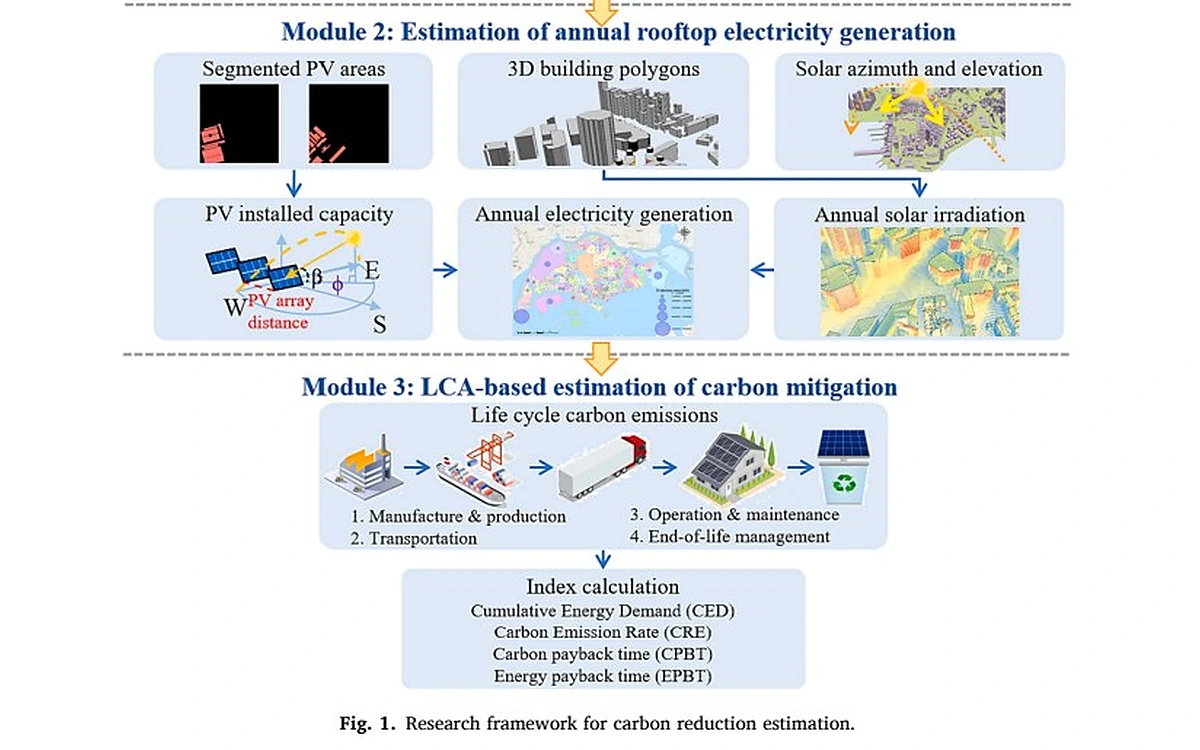 Module 2: Estimation of annual rooftop electricity generation
Segmented PV areas
3D building polygons
Solar azimuth and elevation
PV installed capacity
β
ϕ
E
W
PV array
distance
S
Annual electricity generation
Annual solar irradiation
Module 3: LCA-based estimation of carbon mitigation
Life cycle carbon emissions
1. Manufacture & production
2. Transportation
3. Operation & maintenance
4. End-of-life management
Index calculation
Cumulative Energy Demand (CED)
Carbon Emission Rate (CRE)
Carbon payback time (CPBT)
Energy payback time (EPBT)
Fig. 1. Research framework for carbon reduction estimation.